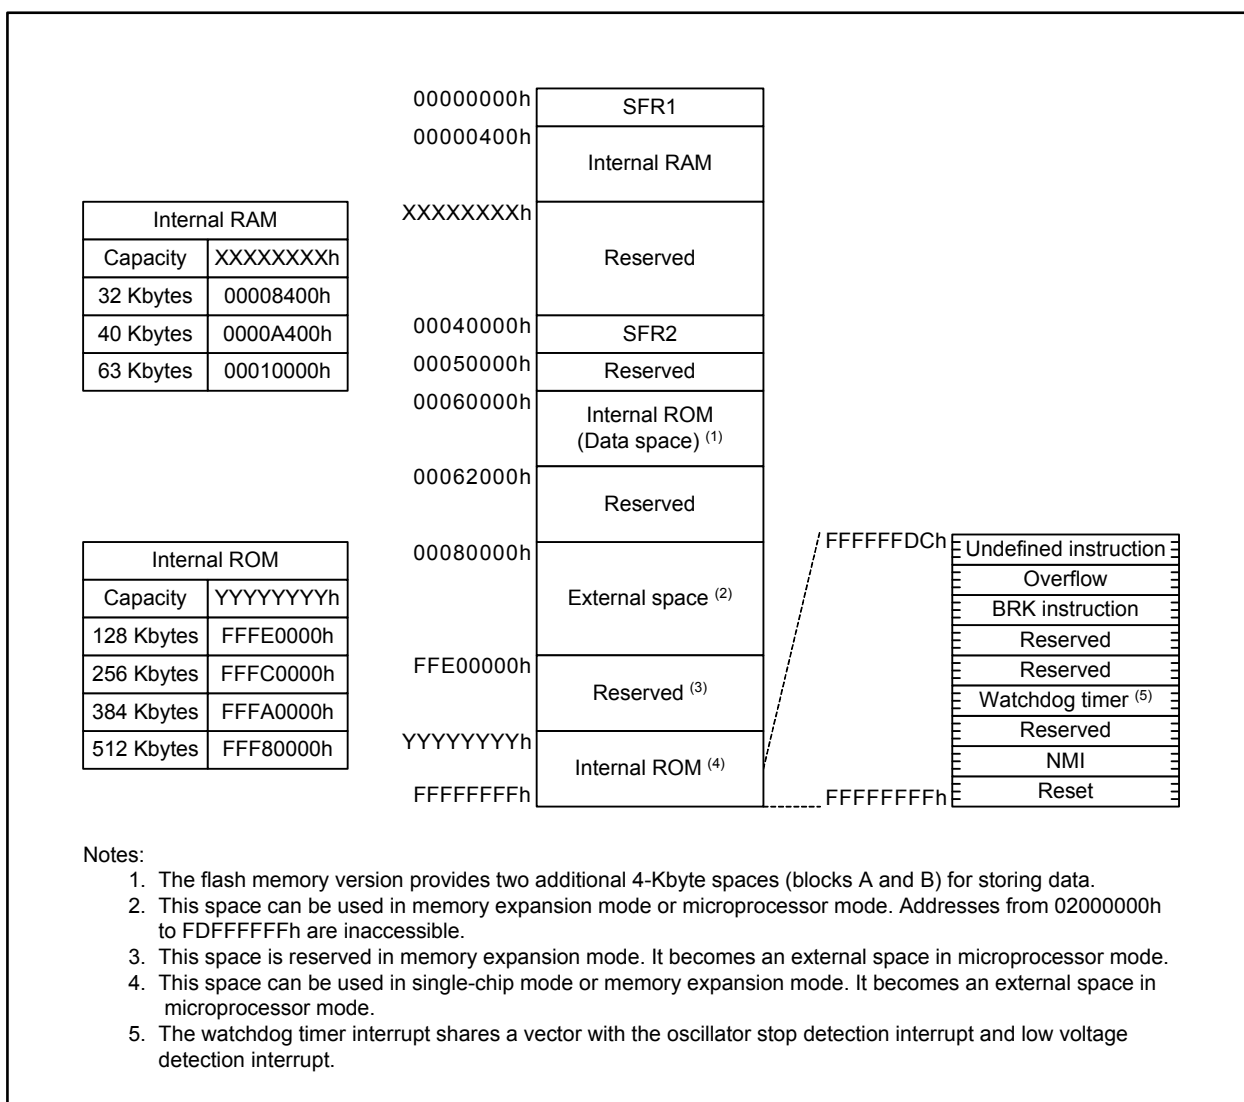 00000000h
SFR1
00000400h
Internal RAM
XXXXXXXXh
Reserved
00040000h
SFR2
00050000h
Reserved
00060000h
Internal ROM
(Data space) (1)
00062000h
Reserved
00080000h
External space (2)
FFE00000h
Reserved (3)
YYYYYYYYh
Internal ROM (4)
FFFFFFFFh
Internal RAM
Capacity XXXXXXXXh
32 Kbytes 00008400h
40 Kbytes 0000A400h
63 Kbytes 00010000h
Internal ROM
Capacity YYYYYYYYh
128 Kbytes FFFE0000h
256 Kbytes FFFC0000h
384 Kbytes FFFA0000h
512 Kbytes FFF80000h
FFFFFFDCh
Undefined instruction
Overflow
BRK instruction
Reserved
Reserved
Watchdog timer (5)
Reserved
NMI
Reset
FFFFFFFFh
Notes:
1. The flash memory version provides two additional 4-Kbyte spaces (blocks A and B) for storing data.
2. This space can be used in memory expansion mode or microprocessor mode. Addresses from 02000000h
to FDFFFFFFh are inaccessible.
3. This space is reserved in memory expansion mode. It becomes an external space in microprocessor mode.
4. This space can be used in single-chip mode or memory expansion mode. It becomes an external space in
microprocessor mode.
5. The watchdog timer interrupt shares a vector with the oscillator stop detection interrupt and low voltage
detection interrupt.